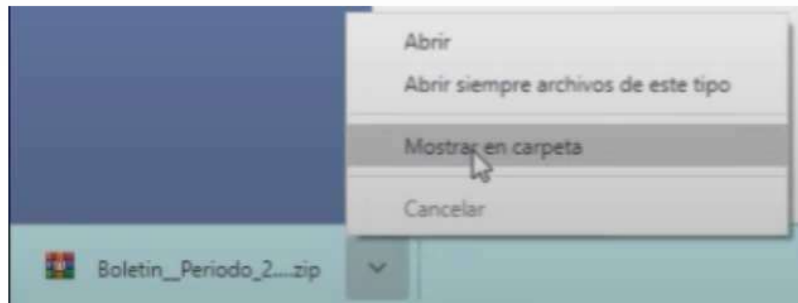 Abrir
Abrir siempre archivos de este tipo
Mostrar en carpeta
Cancelar
Boletin__Periodo_2....zip